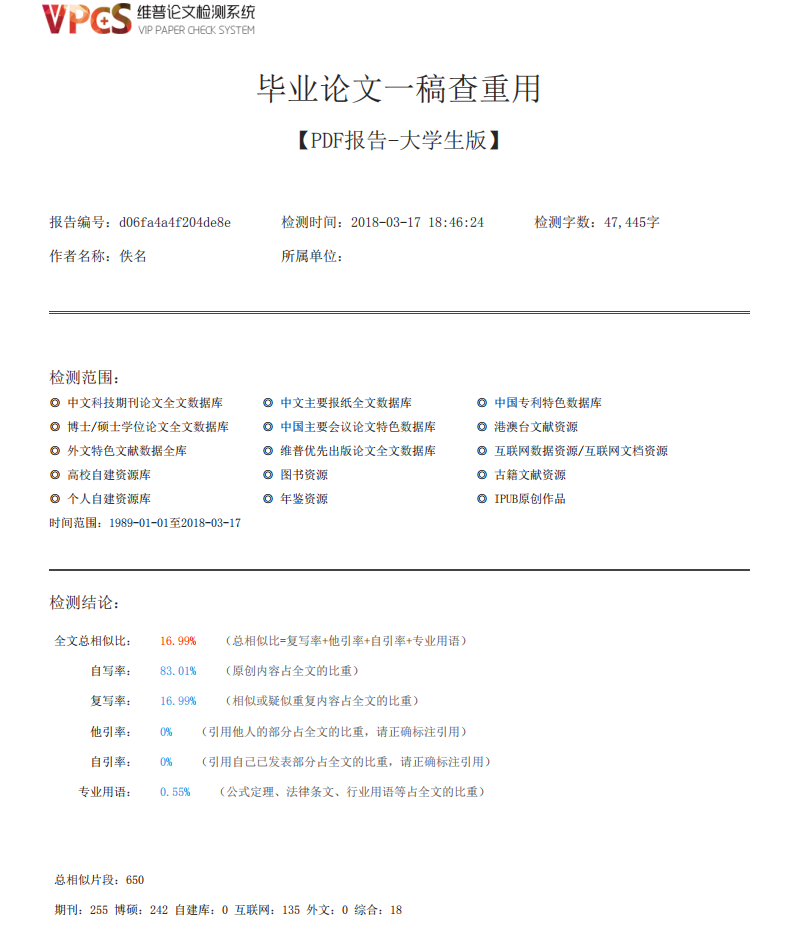 VPCS 维普论文检测系统
VIP PAPER CHECK SYSTEM
毕业论文一稿查重用
【PDF报告-大学生版】
报告编号：d06fa4a4f204de8e 检测时间：2018-03-17 18:46:24 检测字数：47,445字
作者名称：佚名 所属单位：
检测范围：
◎ 中文科技期刊论文全文数据库 ◎ 中文主要报纸全文数据库 ◎ 中国专利特色数据库
◎ 博士/硕士学位论文全文数据库 ◎ 中国主要会议论文特色数据库 ◎ 港澳台文献资源
◎ 外文特色文献数据全库 ◎ 维普优先出版论文全文数据库 ◎ 互联网数据资源/互联网文档资源
◎ 高校自建资源库 ◎ 图书资源 ◎ 古籍文献资源
◎ 个人自建资源库 ◎ 年鉴资源 ◎ IPUB原创作品
时间范围：1989-01-01至2018-03-17
检测结论：
全文总相似比： 16.99% （总相似比=复写率+他引率+自引率+专业用语）
自写率： 83.01% （原创内容占全文的比重）
复写率： 16.99% （相似或疑似重复内容占全文的比重）
他引率： 0% （引用他人的部分占全文的比重，请正确标注引用）
自引率： 0% （引用自己已发表部分占全文的比重，请正确标注引用）
专业用语： 0.55% （公式定理、法律条文、行业用语等占全文的比重）
总相似片段：650
期刊：255 博硕：242 自建库：0 互联网：135 外文：0 综合：18